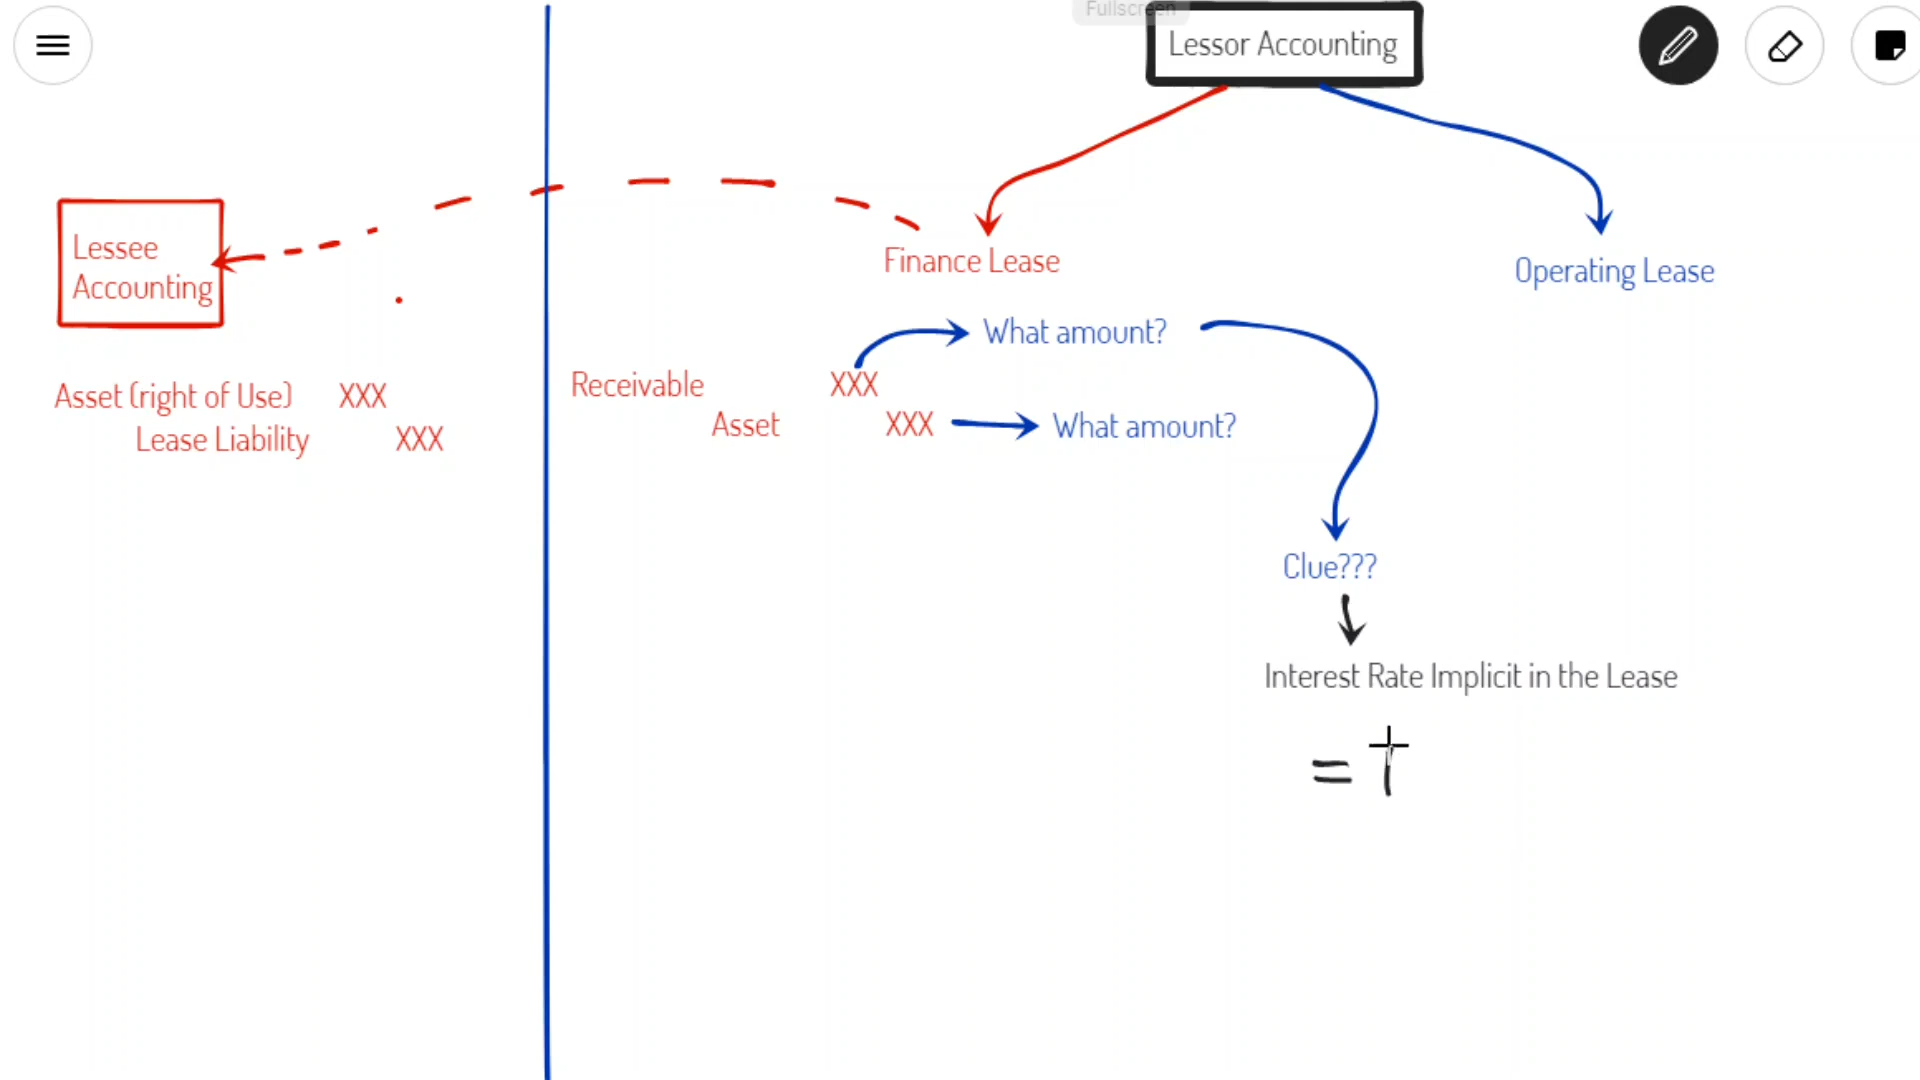 Fullscreen
Lessor Accounting
Lessee
Accounting
Finance Lease
Operating Lease
What amount?
Receivable XXX
Asset XXX
What amount?
Asset (right of Use) XXX
Lease Liability XXX
Clue???
Interest Rate Implicit in the Lease
=